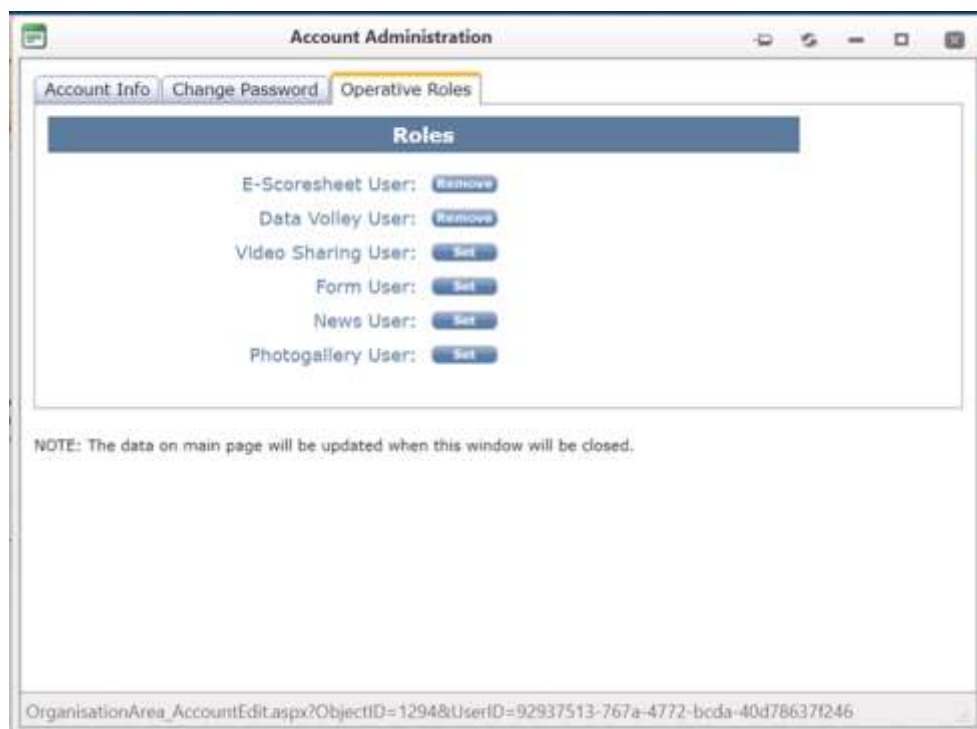 Account Administration
Account Info Change Password Operative Roles
Roles
E-Scoresheet User: Remove
Data Volley User: Remove
Video Sharing User: Set
Form User: Set
News User: Set
Photogallery User: Set
NOTE: The data on main page will be updated when this window will be closed.
OrganisationArea_AccountEdit.aspx?ObjectID=1294&UserID=92937513-767a-4772-bcda-40d78637f246